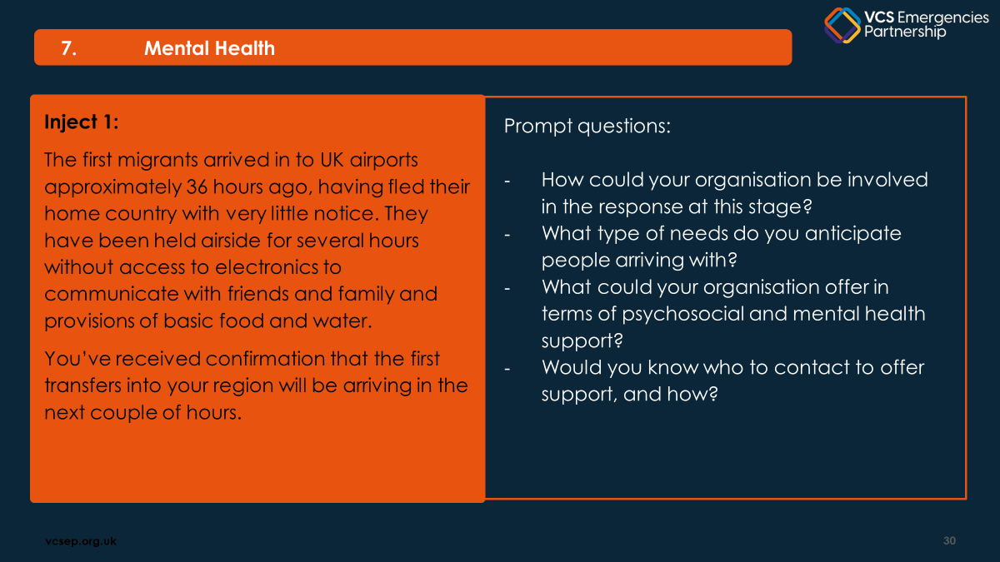 VCS Emergencies
Partnership
7. Mental Health
Inject 1:
The first migrants arrived in to UK airports
approximately 36 hours ago, having fled their
home country with very little notice. They
have been held airside for several hours
without access to electronics to
communicate with friends and family and
provisions of basic food and water.
You’ve received confirmation that the first
transfers into your region will be arriving in the
next couple of hours.
Prompt questions:
- How could your organisation be involved
in the response at this stage?
- What type of needs do you anticipate
people arriving with?
- What could your organisation offer in
terms of psychosocial and mental health
support?
- Would you know who to contact to offer
support, and how?
vcsep.org.uk
30